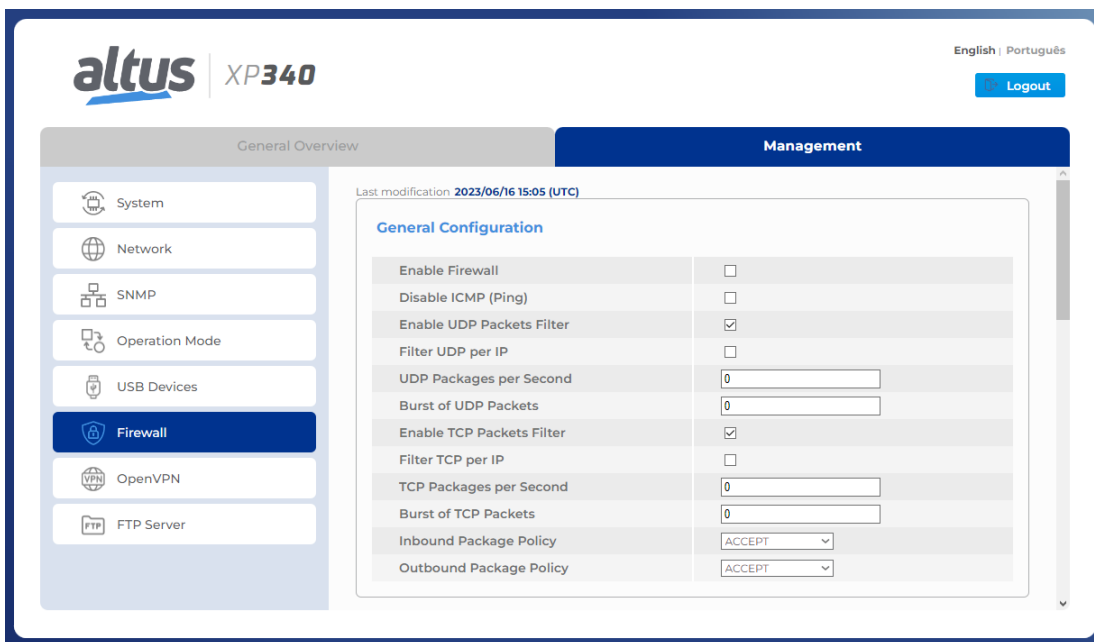 altus XP340
English | Português
Logout
General Overview
Management
System
Network
SNMP
Operation Mode
USB Devices
Firewall
VPN OpenVPN
FTP FTP Server
Last modification 2023/06/16 15:05 (UTC)
General Configuration
Enable Firewall
Disable ICMP (Ping)
Enable UDP Packets Filter
Filter UDP per IP
UDP Packages per Second 0
Burst of UDP Packets 0
Enable TCP Packets Filter
Filter TCP per IP
TCP Packages per Second 0
Burst of TCP Packets 0
Inbound Package Policy ACCEPT
Outbound Package Policy ACCEPT